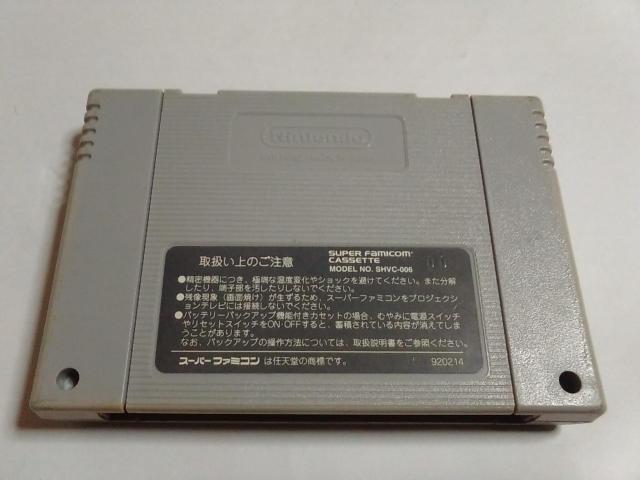 Nintendo
取扱い上のご注意
SUPER FAMICOM
CASSETTE
MODEL NO. SHVC-006
●精密機器につき、極端な温度変化やショックを避けてください。また分解
したり、端子部を汚したりしないでください。
●残像現象（画面焼け）が生ずるため、スーパーファミコンをプロジェクシ
ョンテレビには接続しないでください。
●バッテリーバックアップ機能付きカセットの場合、むやみに電源スイッチ
やリセットスイッチをON・OFFすると、蓄積されている内容が消えてしま
うことがあります。
なお、バックアップの操作方法については、取扱説明書をご参照ください。
スーパーファミコン は任天堂の商標です。
920214